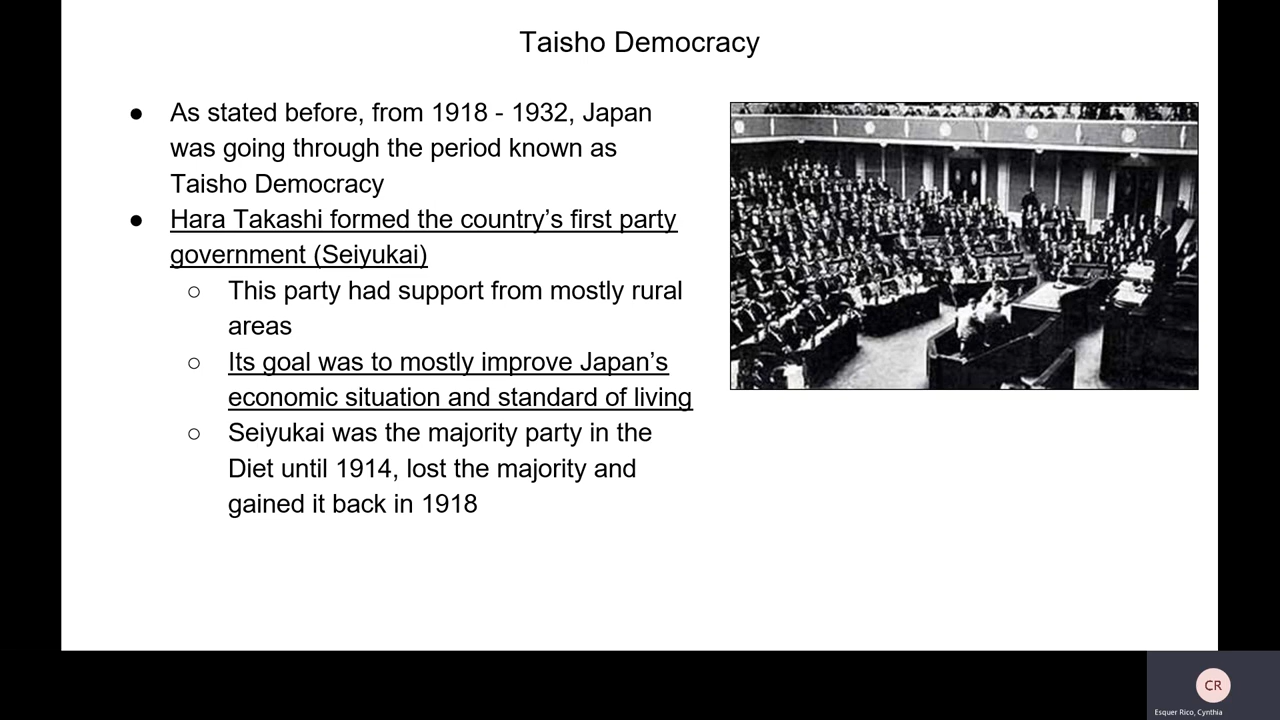 Taisho Democracy
● As stated before, from 1918 - 1932, Japan
was going through the period known as
Taisho Democracy
● Hara Takashi formed the country’s first party
government (Seiyukai)
○ This party had support from mostly rural
areas
○ Its goal was to mostly improve Japan’s
economic situation and standard of living
○ Seiyukai was the majority party in the
Diet until 1914, lost the majority and
gained it back in 1918
CR
Esquer Rico, Cynthia